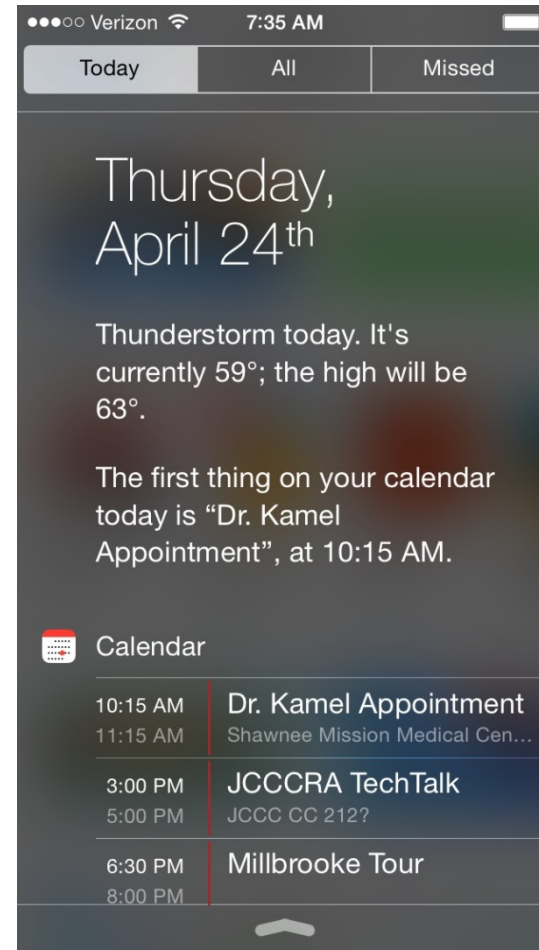 Verizon 7:35 AM
Today All Missed
Thursday,
April 24th
Thunderstorm today. It's
currently 59°; the high will be
63°.
The first thing on your calendar
today is “Dr. Kamel
Appointment”, at 10:15 AM.
Calendar
10:15 AM Dr. Kamel Appointment
11:15 AM Shawnee Mission Medical Cen...
3:00 PM JCCCRA TechTalk
5:00 PM JCCC CC 212?
6:30 PM Millbrooke Tour
8:00 PM